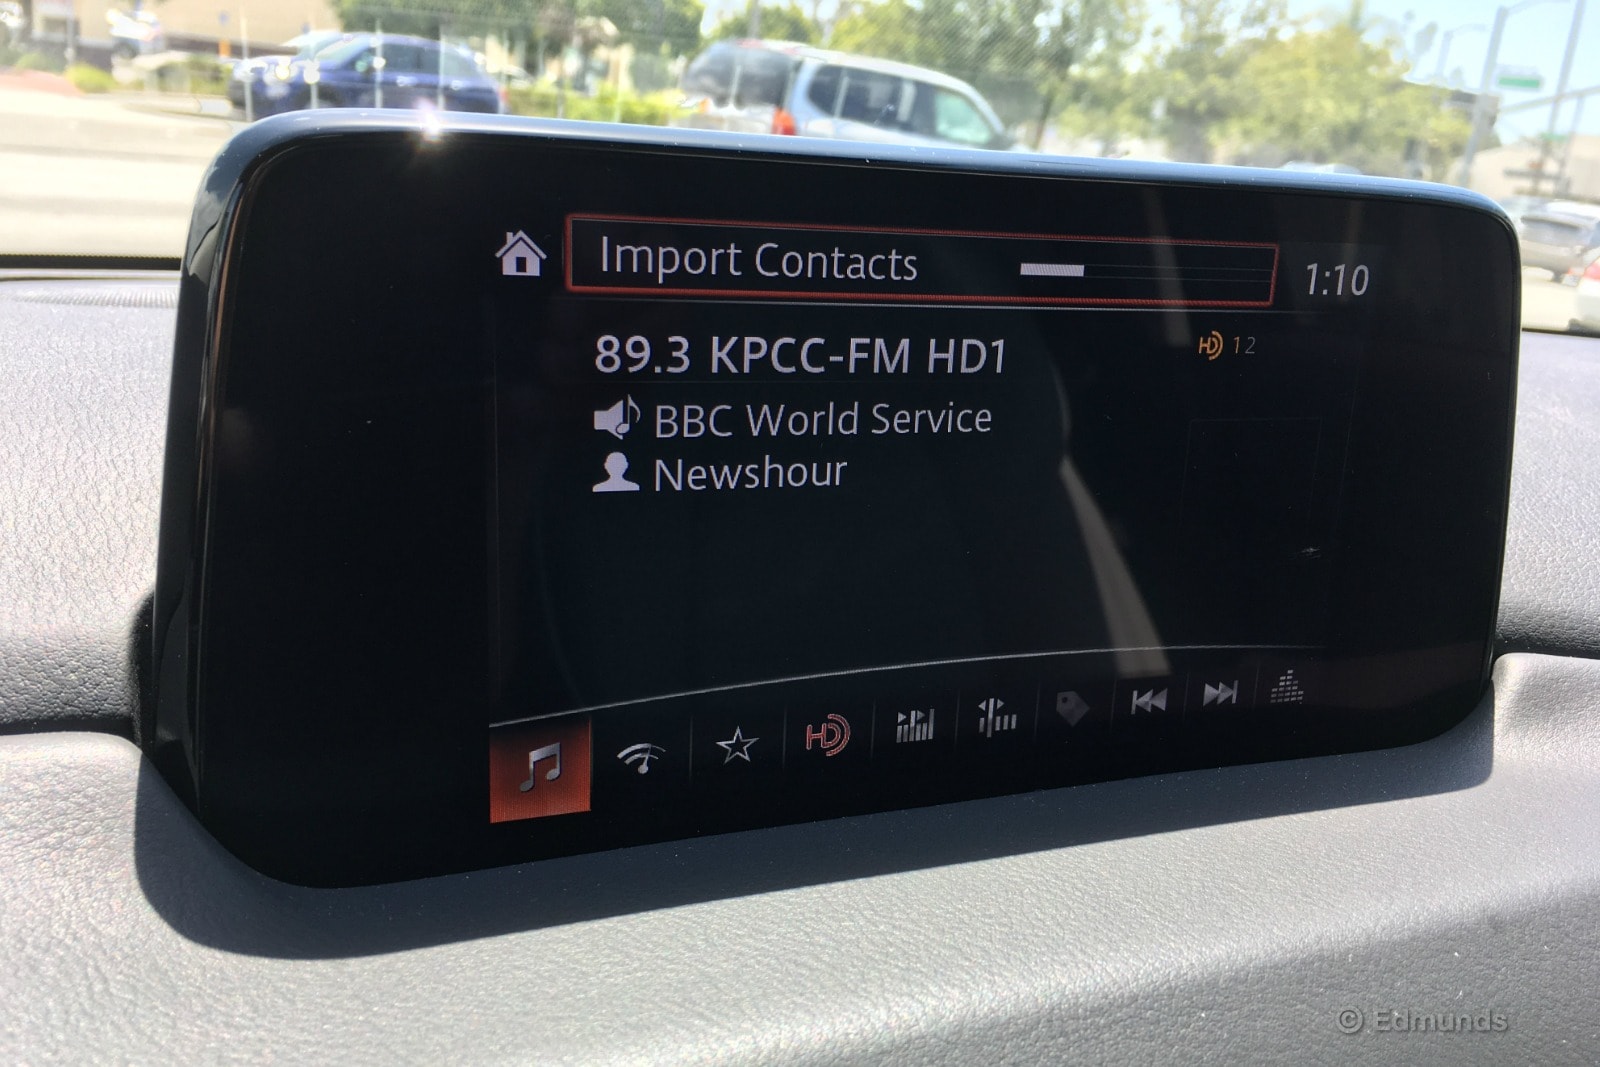 Import Contacts
1:10
89.3 KPCC-FM HD1
HD 12
BBC World Service
Newshour
HD
© Edmunds